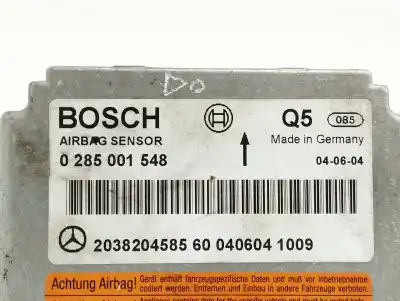 Do
BOSCH Q5 085
AIRBAG SENSOR Made in Germany
0 285 001 548 04-06-04
2038204585 60 040604 1009
Achtung Airbag! Gerät enthält fahrzeugspezifische Daten und muß vor Inbetriebnahme
codiert werden. Entfernen und Einbau in andere Fahrzeuge verboten.